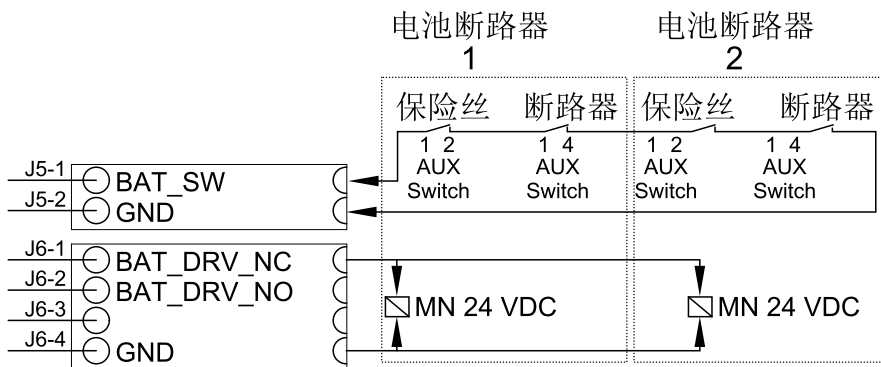 电池断路器 电池断路器
1 2
保险丝 断路器 保险丝 断路器
1 2 1 4 1 2 1 4
AUX AUX AUX AUX
Switch Switch Switch Switch
J5-1 BAT_SW
J5-2 GND
J6-1 BAT_DRV_NC
J6-2 BAT_DRV_NO
J6-3 MN 24 VDC MN 24 VDC
J6-4 GND